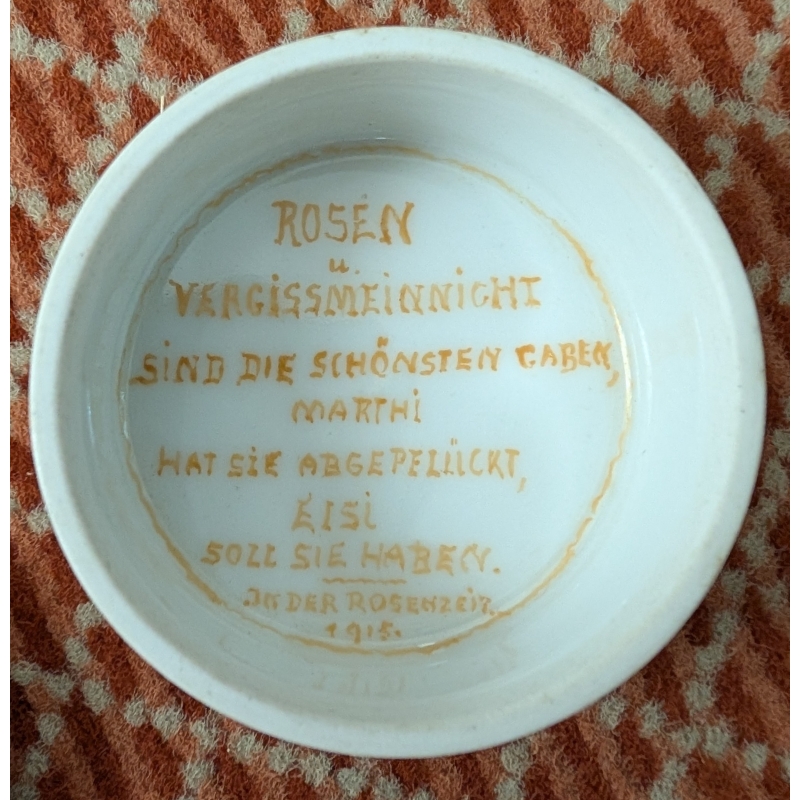 ROSEN
u.
VERGISSMEINNICHT
SIND DIE SCHÖNSTEN GABEN,
MARTHI
HAT SIE ABGEPFLÜCKT,
EISI
SOLL SIE HABEN.
IN DER ROSENZEIT.
1915.